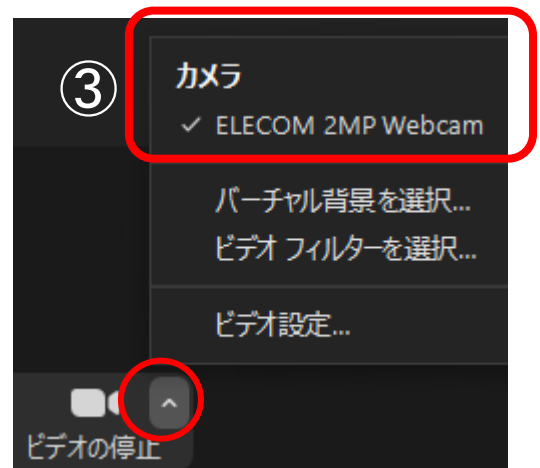 ③
カメラ
✓ ELECOM 2MP Webcam
バーチャル背景を選択...
ビデオ フィルターを選択...
ビデオ設定...
ビデオの停止